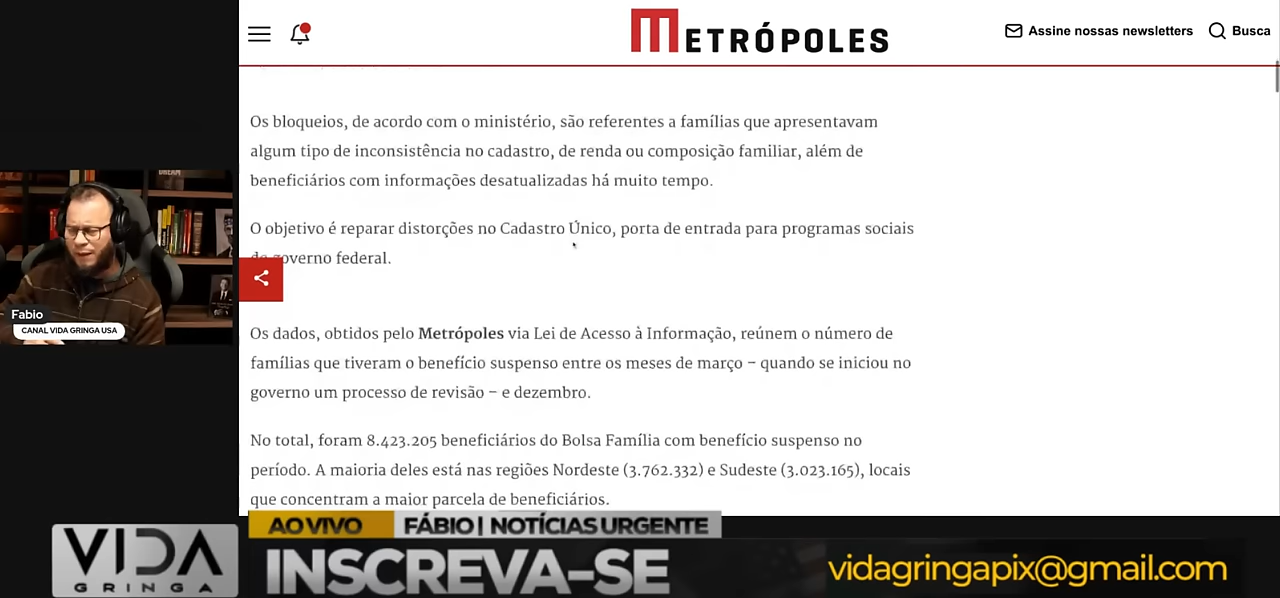 METRÓPOLES
Assine nossas newsletters
Busca
Os bloqueios, de acordo com o ministério, são referentes a famílias que apresentavam
algum tipo de inconsistência no cadastro, de renda ou composição familiar, além de
beneficiários com informações desatualizadas há muito tempo.
O objetivo é reparar distorções no Cadastro Único, porta de entrada para programas sociais
do governo federal.
Os dados, obtidos pelo Metrópoles via Lei de Acesso à Informação, reúnem o número de
famílias que tiveram o benefício suspenso entre os meses de março – quando se iniciou no
governo um processo de revisão – e dezembro.
No total, foram 8.423.205 beneficiários do Bolsa Família com benefício suspenso no
período. A maioria deles está nas regiões Nordeste (3.762.332) e Sudeste (3.023.165), locais
que concentram a maior parcela de beneficiários.
DREAM
Fabio
CANAL VIDA GRINGA USA
VIDA
GRINGA
AO VIVO
FÁBIO | NOTÍCIAS URGENTE
INSCREVA-SE
vidagringapix@gmail.com